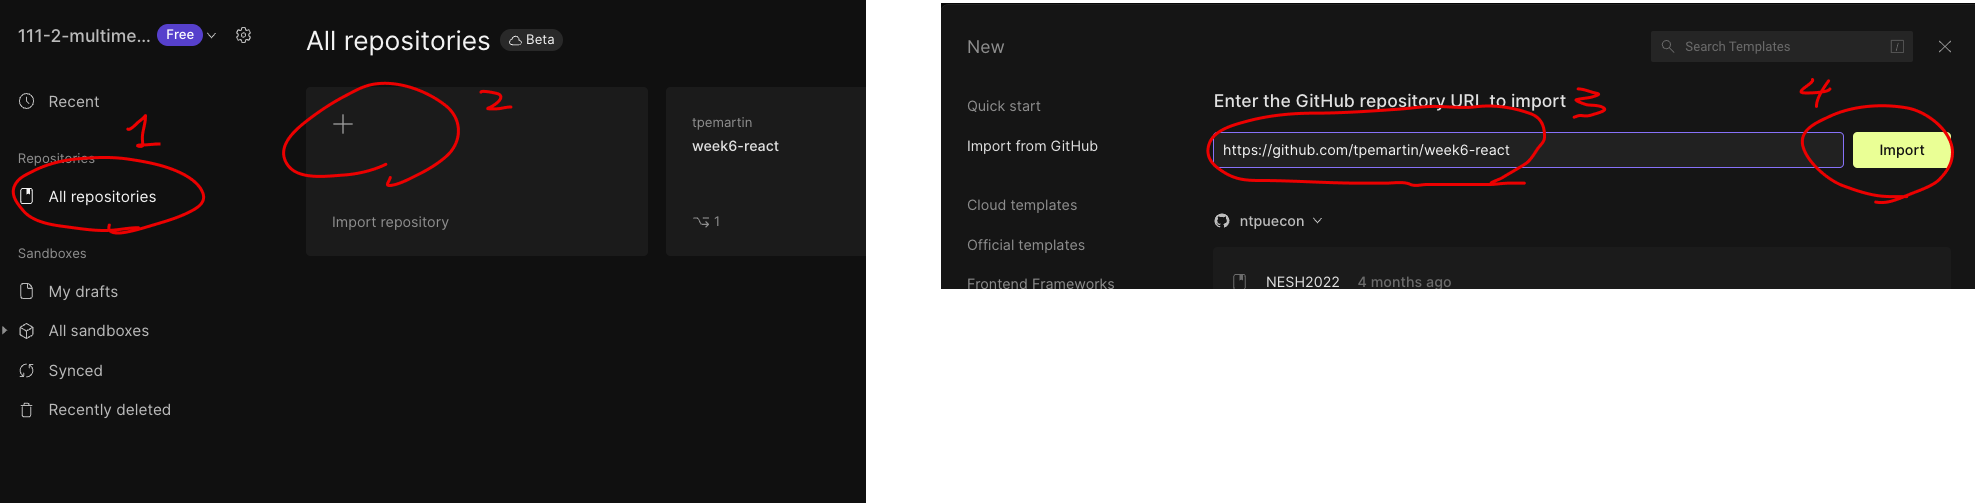 111-2-multime... Free
Recent
1
Repositories
All repositories
Sandboxes
My drafts
All sandboxes
Synced
Recently deleted
All repositories Beta
2
Import repository
tpemartin
week6-react
1
New
Search Templates /
Quick start
Import from GitHub
Cloud templates
Official templates
Frontend Frameworks
Enter the GitHub repository URL to import 3
4
https://github.com/tpemartin/week6-react
Import
ntpuecon
NESH2022 4 months ago